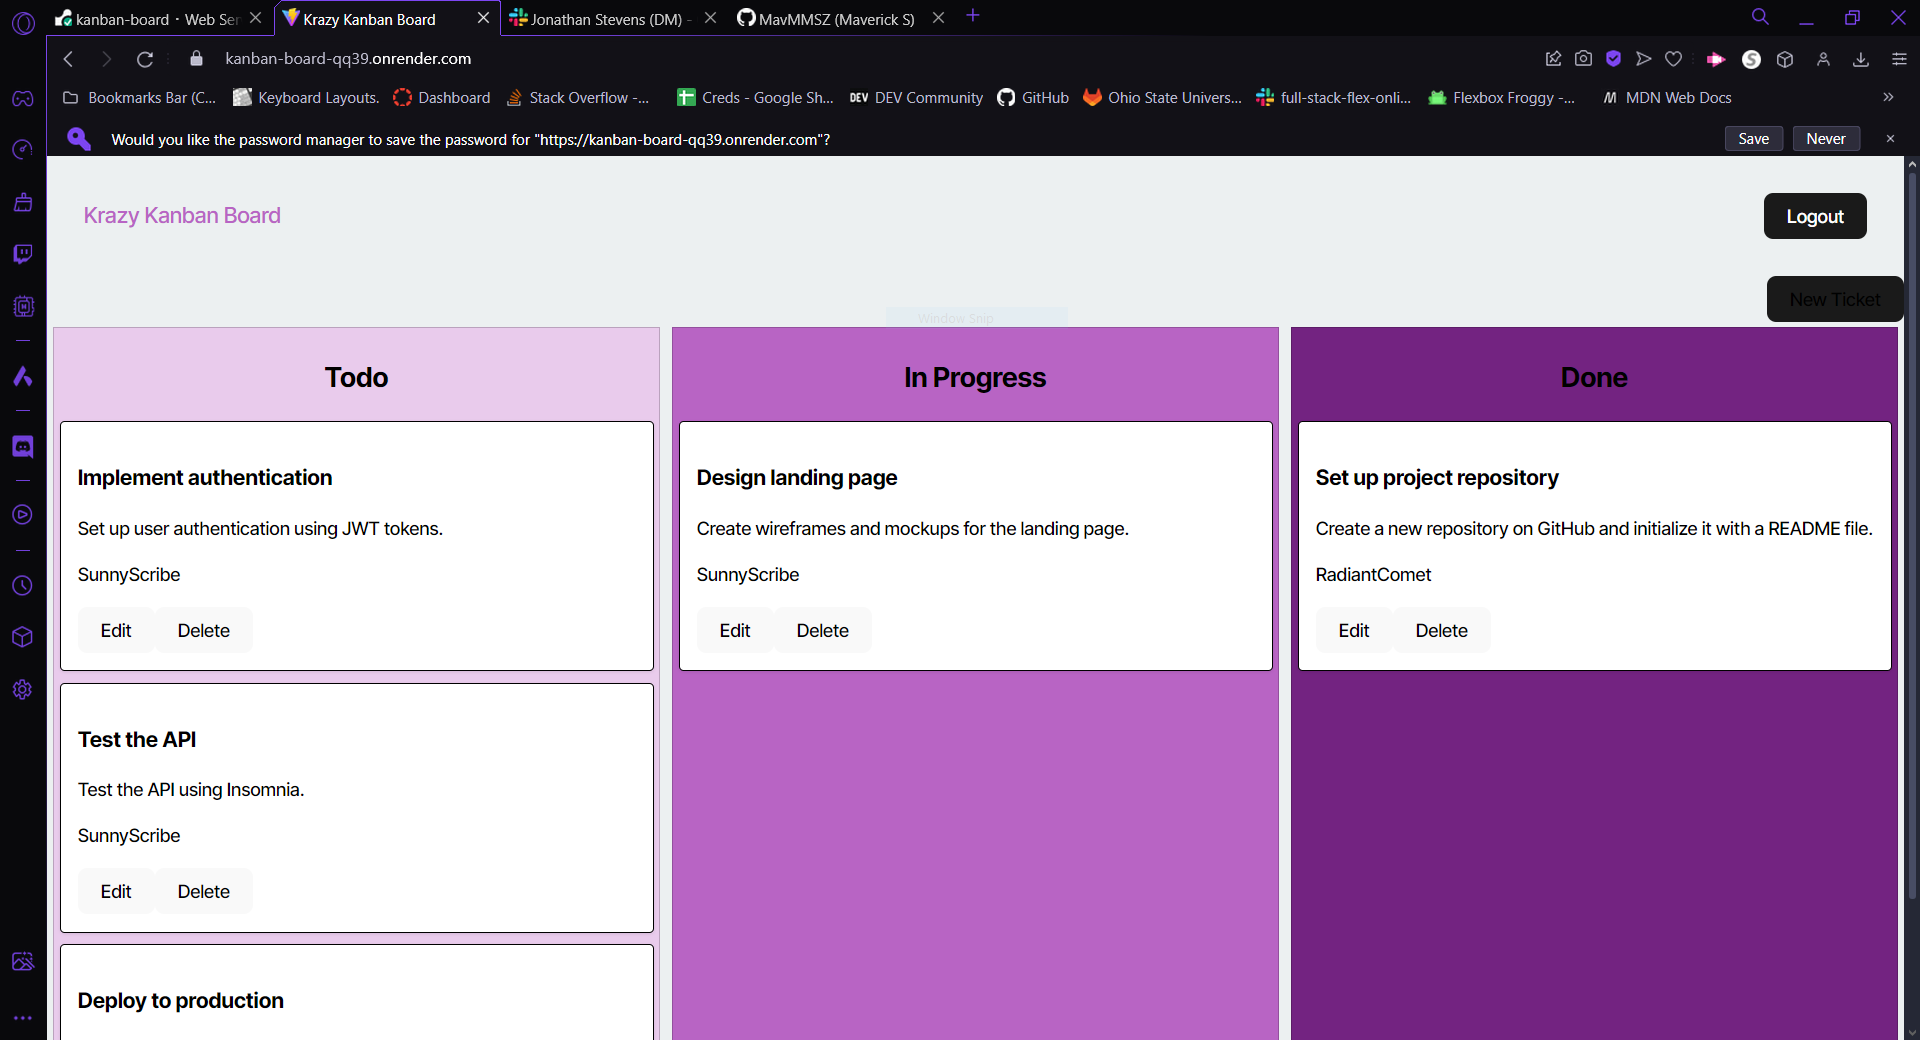 kanban-board · Web Ser
Krazy Kanban Board
Jonathan Stevens (DM) -
MavMMSZ (Maverick S)
kanban-board-qq39.onrender.com
Bookmarks Bar (C...
Keyboard Layouts.
Dashboard
Stack Overflow -...
Creds - Google Sh...
DEV DEV Community
GitHub
Ohio State Univers...
full-stack-flex-onli...
Flexbox Froggy -...
MDN Web Docs
Would you like the password manager to save the password for "https://kanban-board-qq39.onrender.com"?
Save
Never
Krazy Kanban Board
Logout
New Ticket
Window Snip
Todo
In Progress
Done
Implement authentication
Set up user authentication using JWT tokens.
SunnyScribe
Edit
Delete
Design landing page
Create wireframes and mockups for the landing page.
SunnyScribe
Edit
Delete
Set up project repository
Create a new repository on GitHub and initialize it with a README file.
RadiantComet
Edit
Delete
Test the API
Test the API using Insomnia.
SunnyScribe
Edit
Delete
Deploy to production